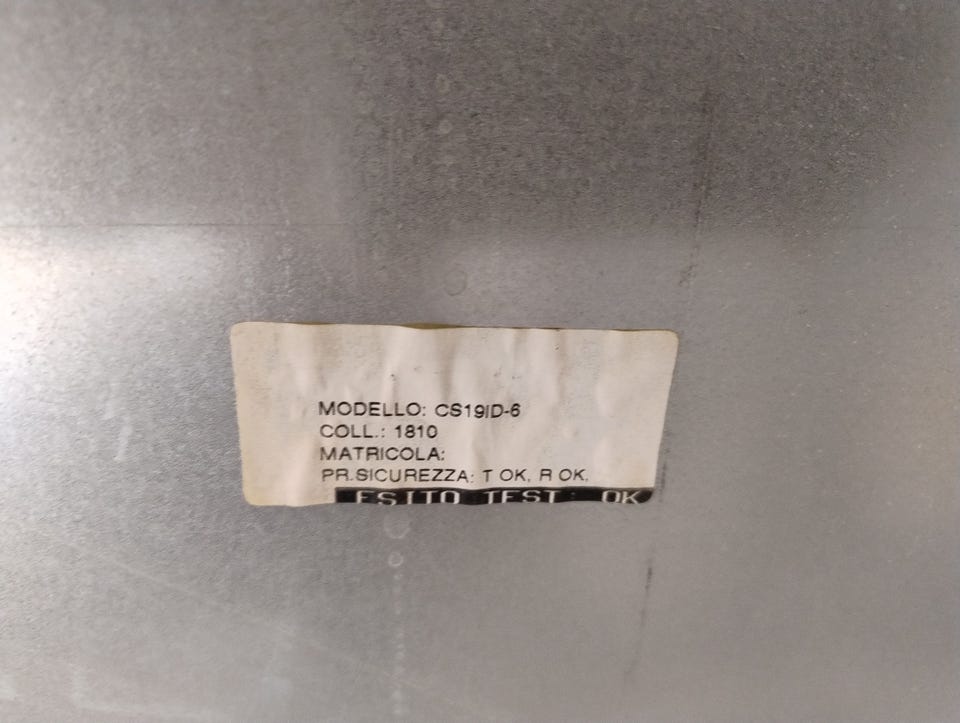 MODELLO: CS19ID-6
COLL.: 1810
MATRICOLA:
PR.SICUREZZA: T OK, R OK.
ESITO TEST: OK